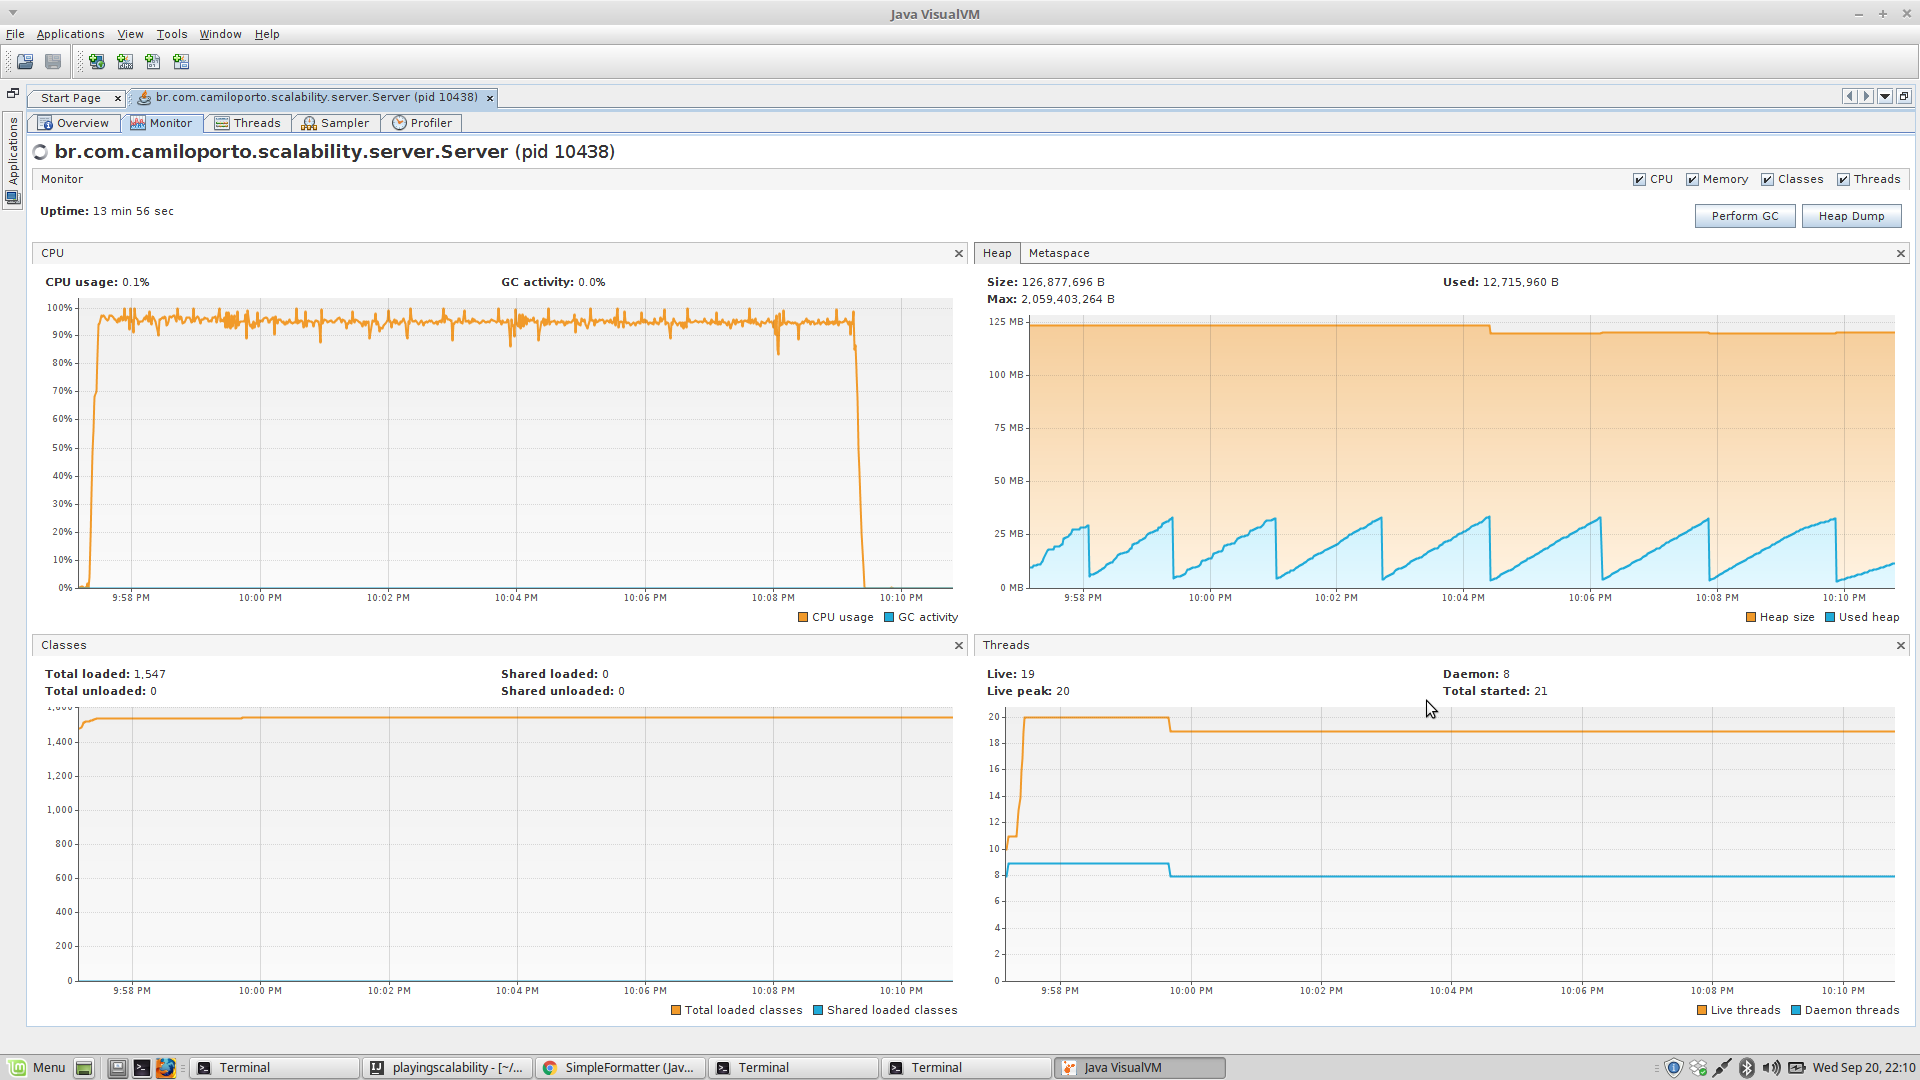 Java VisualVM
File Applications View Tools Window Help
Start Page
br.com.camiloporto.scalability.server.Server (pid 10438)
Applications
Overview Monitor Threads Sampler Profiler
br.com.camiloporto.scalability.server.Server (pid 10438)
Monitor
CPU Memory Classes Threads
Uptime: 13 min 56 sec
Perform GC Heap Dump
CPU
CPU usage: 0.1% GC activity: 0.0%
100%
90%
80%
70%
60%
50%
40%
30%
20%
10%
0%
9:58 PM 10:00 PM 10:02 PM 10:04 PM 10:06 PM 10:08 PM 10:10 PM
CPU usage GC activity
Heap Metaspace
Size: 126,877,696 B Used: 12,715,960 B
Max: 2,059,403,264 B
125 MB
100 MB
75 MB
50 MB
25 MB
0 MB
9:58 PM 10:00 PM 10:02 PM 10:04 PM 10:06 PM 10:08 PM 10:10 PM
Heap size Used heap
Classes
Total loaded: 1,547 Shared loaded: 0
Total unloaded: 0 Shared unloaded: 0
1,600
1,400
1,200
1,000
800
600
400
200
0
9:58 PM 10:00 PM 10:02 PM 10:04 PM 10:06 PM 10:08 PM 10:10 PM
Total loaded classes Shared loaded classes
Threads
Live: 19 Daemon: 8
Live peak: 20 Total started: 21
20
18
16
14
12
10
8
6
4
2
0
9:58 PM 10:00 PM 10:02 PM 10:04 PM 10:06 PM 10:08 PM 10:10 PM
Live threads Daemon threads
Menu Terminal playingscalability - [~/... SimpleFormatter (Jav... Terminal Terminal Java VisualVM Wed Sep 20, 22:10